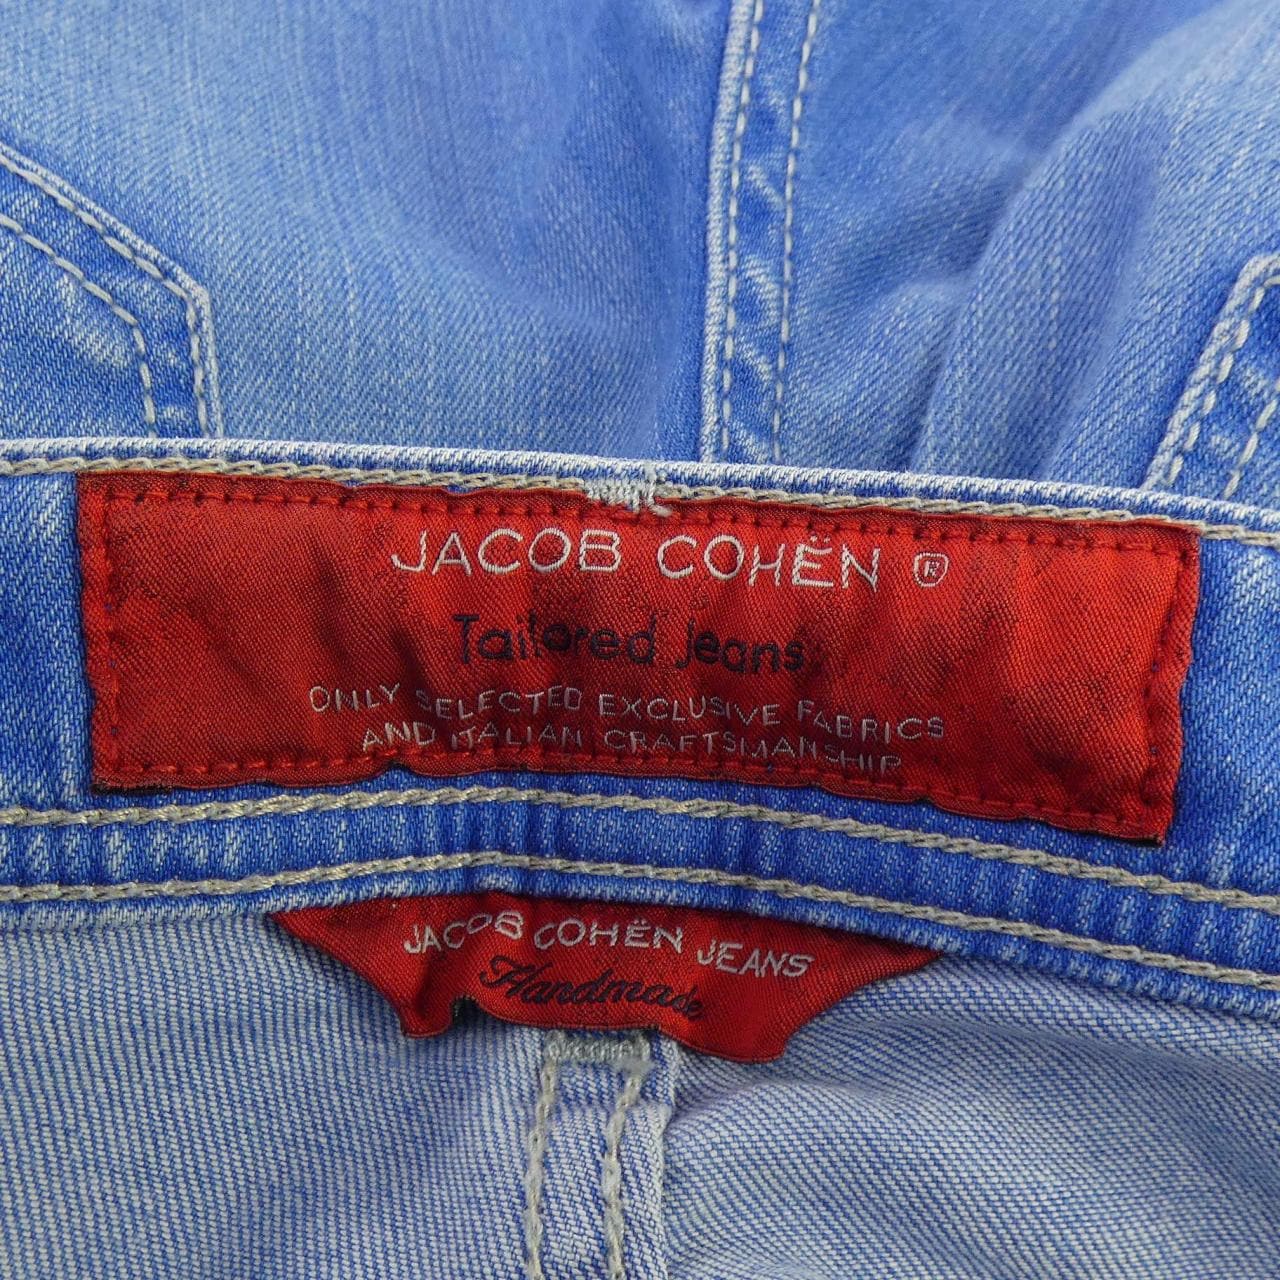 JACOB COHËN ®
Tailored Jeans
ONLY SELECTED EXCLUSIVE FABRICS
AND ITALIAN CRAFTSMANSHIP
JACOB COHËN JEANS
Handmade